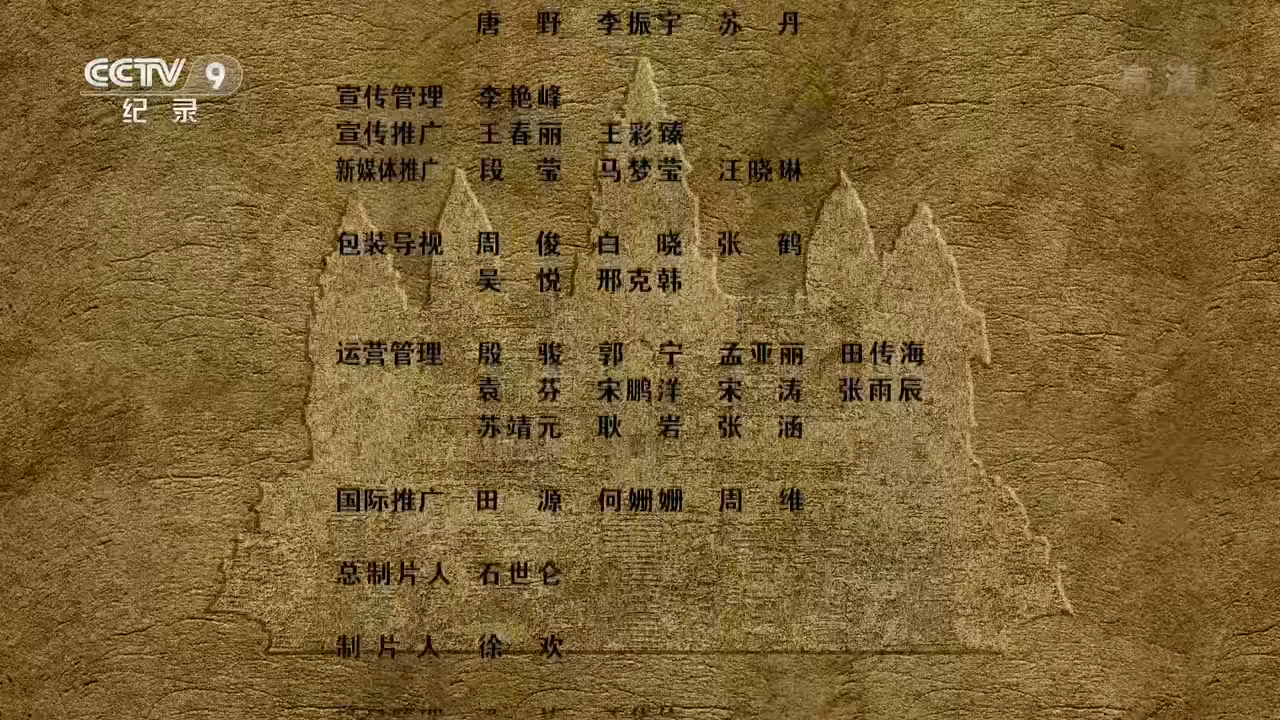 唐 野 李振宇 苏 丹
CCTV 9
高清
纪录
宣传管理 李艳峰
宣传推广 王春丽 王彩臻
新媒体推广 段 莹 马梦莹 汪晓琳
包装导视 周 俊 白 晓 张 鹤
吴 悦 邢克韩
运营管理 殷 骏 郭 宁 孟亚丽 田传海
袁 芬 宋鹏洋 宋 涛 张雨辰
苏靖元 耿 岩 张 涵
国际推广 田 源 何姗姗 周 维
总制片人 石世仑
制片人 徐 欢